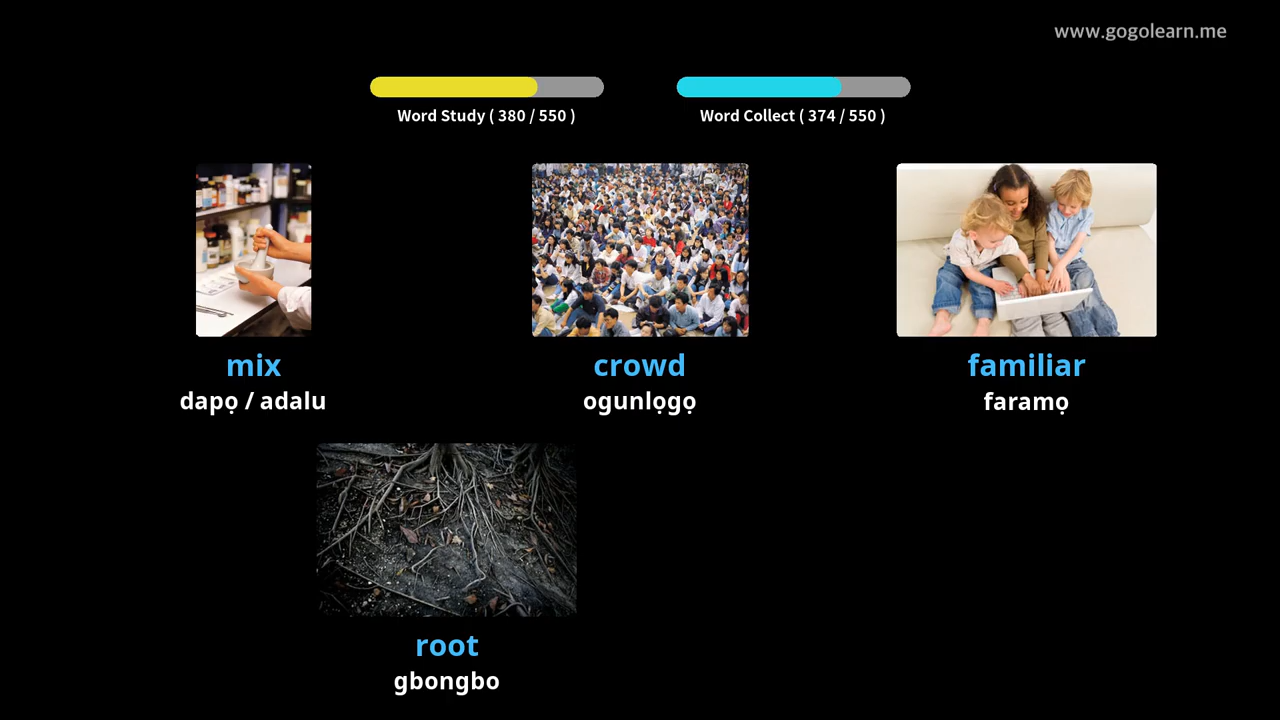 www.gogolearn.me
Word Study ( 380 / 550 )
Word Collect ( 374 / 550 )
mix
dapọ / adalu
crowd
ogunlọgọ
familiar
faramọ
root
gbongbo